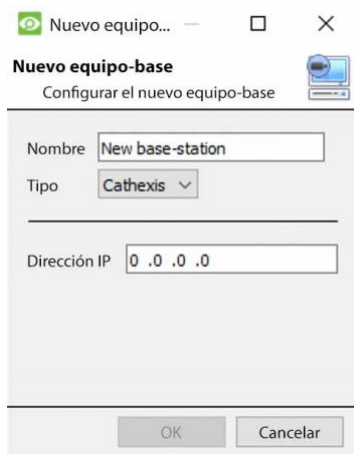 Nuevo equipo...
Nuevo equipo-base
Configurar el nuevo equipo-base
Nombre New base-station
Tipo Cathexis
Dirección IP 0 .0 .0 .0
OK Cancelar